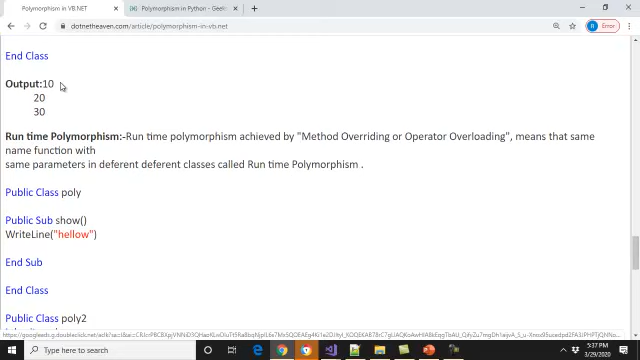 Polymorphism in VB.NET
Polymorphism in Python - Geek
dotnetheaven.com/article/polymorphism-in-vb.net
Error
End Class
Output:10
20
30
Run time Polymorphism:-Run time polymorphism achieved by "Method Overriding or Operator Overloading", means that same
name function with
same parameters in deferent deferent classes called Run time Polymorphism .
Public Class poly
Public Sub show()
WriteLine("hellow")
End Sub
End Class
Public Class poly2
Type here to search
5:37 PM
3/29/2020